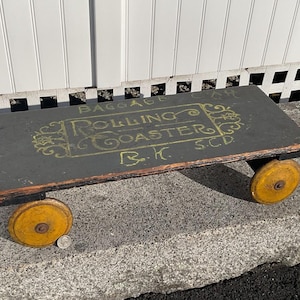 BAGGAGE
ROLLING
COASTER
B.K. S.C.D.